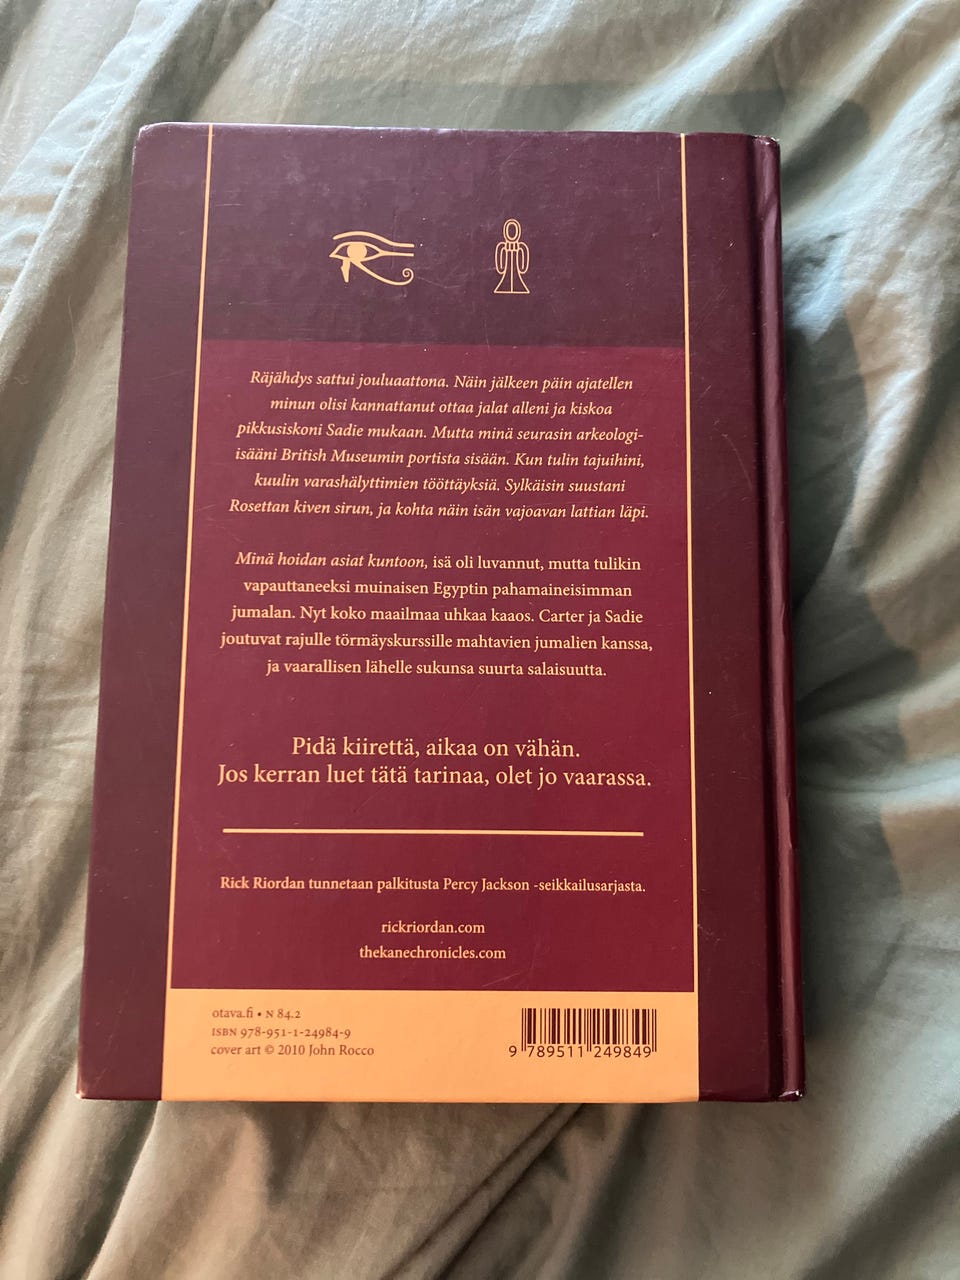 Räjähdys sattui jouluaattona. Näin jälkeen päin ajatellen
minun olisi kannattanut ottaa jalat alleni ja kiskoa
pikkusiskoni Sadie mukaan. Mutta minä seurasin arkeologi-
isääni British Museumin portista sisään. Kun tulin tajuihini,
kuulin varashälyttimien tööttäyksiä. Sylkäisin suustani
Rosettan kiven sirun, ja kohta näin isän vajoavan lattian läpi.
Minä hoidan asiat kuntoon, isä oli luvannut, mutta tulikin
vapauttaneeksi muinaisen Egyptin pahamaineisimman
jumalan. Nyt koko maailmaa uhkaa kaaos. Carter ja Sadie
joutuvat rajulle törmäyskurssille mahtavien jumalien kanssa,
ja vaarallisen lähelle sukunsa suurta salaisuutta.
Pidä kiirettä, aikaa on vähän.
Jos kerran luet tätä tarinaa, olet jo vaarassa.
Rick Riordan tunnetaan palkitusta Percy Jackson -seikkailusarjasta.
rickriordan.com
thekanechronicles.com
otava.fi • N 84.2
ISBN 978-951-1-24984-9
cover art © 2010 John Rocco
9 789511 249849